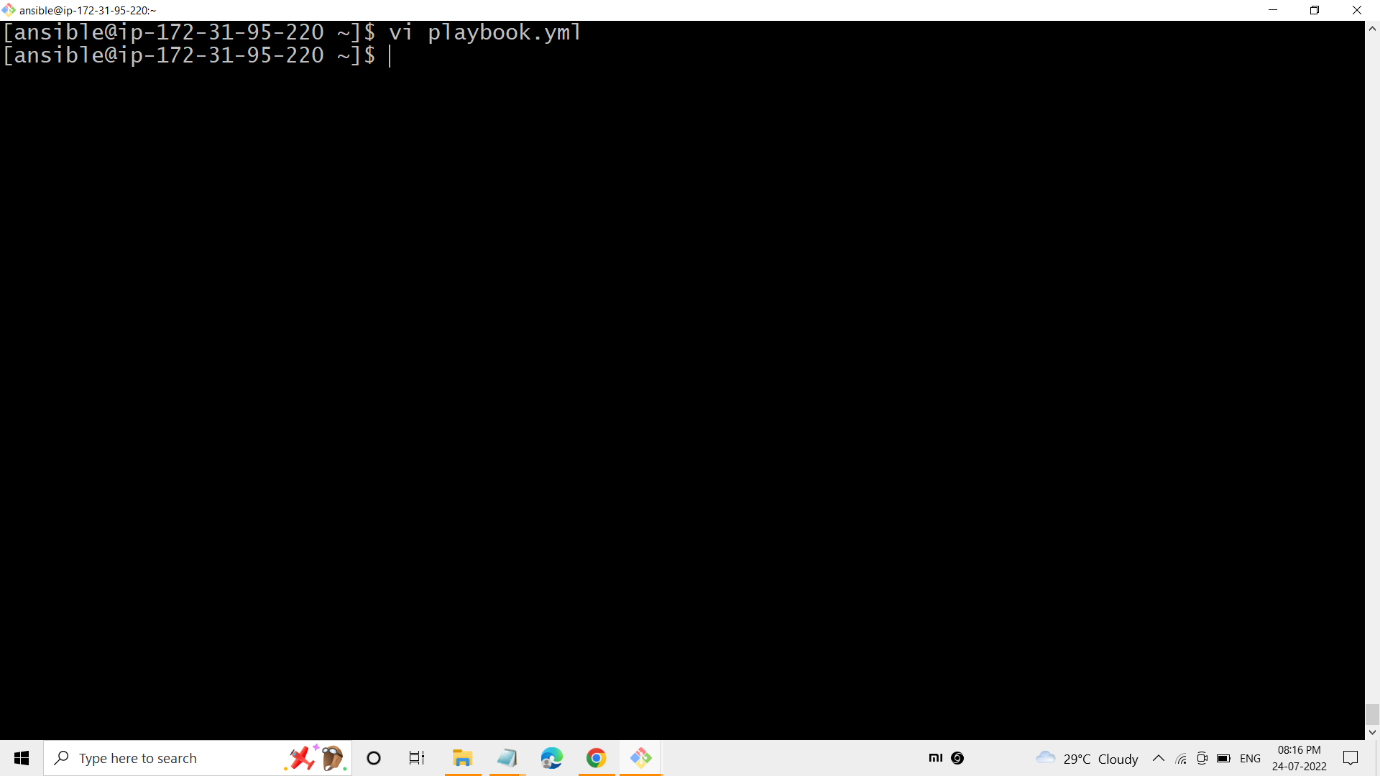 ansible@ip-172-31-95-220:~
[ansible@ip-172-31-95-220 ~]$ vi playbook.yml
[ansible@ip-172-31-95-220 ~]$
Type here to search
29°C Cloudy
ENG
08:16 PM
24-07-2022